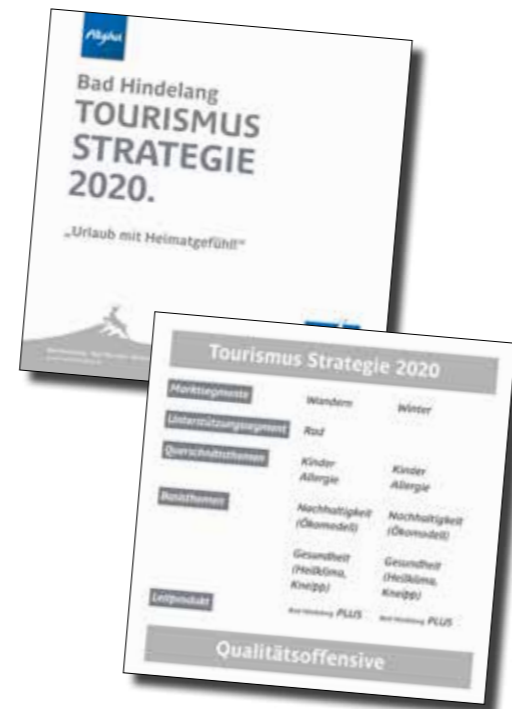 Allgäu
Bad Hindelang
TOURISMUS
STRATEGIE
2020.
„Urlaub mit Heimatgefühl“
Tourismus Strategie 2020
Marktsegmente Wandern Winter
Unterstützungssegment Rad
Querschnittsthemen Kinder Kinder
Allergie Allergie
Basisthemen Nachhaltigkeit Nachhaltigkeit
(Ökomodell) (Ökomodell)
Gesundheit Gesundheit
(Heilklima, (Heilklima,
Kneipp) Kneipp)
Leitprodukt Bad Hindelang PLUS Bad Hindelang PLUS
Qualitätsoffensive